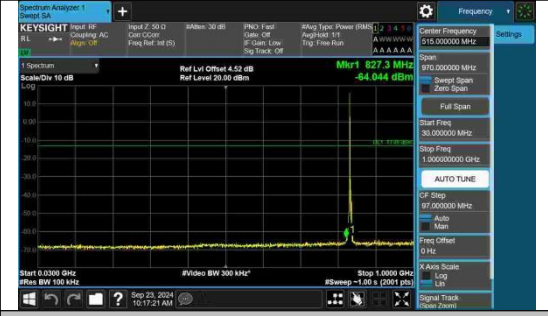 Spectrum Analyzer 1
Swept SA
+
Frequency
KEYSIGHT
RL
Input: RF
Coupling: AC
Align: Off
Input Z: 50 Ω
Corr CCorr
Freq Ref: Int (S)
#Atten: 30 dB
PNO: Fast
Gate: Off
IF Gain: Low
Sig Track: Off
#Avg Type: Power (RMS
Avg|Hold: 1/1
Trig: Free Run
1 2 3 4 5 6
A W W W W W
A A A A A A
1 Spectrum
Scale/Div 10 dB
Log
Ref Lvl Offset 4.52 dB
Ref Level 20.00 dBm
Mkr1 827.3 MHz
-64.044 dBm
10.0
0.0
-10.0
-20.0
-30.0
-40.0
-50.0
-60.0
-70.0
1
Start 0.0300 GHz
#Res BW 100 kHz
#Video BW 300 kHz*
Stop 1.0000 GHz
#Sweep ~1.00 s (2001 pts)
Sep 23, 2024
10:17:21 AM
?
Center Frequency
515.000000 MHz
Settings
Span
970.000000 MHz
Swept Span
Zero Span
Full Span
Start Freq
30.000000 MHz
Stop Freq
1.000000000 GHz
AUTO TUNE
CF Step
97.000000 MHz
Auto
Man
Freq Offset
0 Hz
X Axis Scale
Log
Lin
Signal Track
(Span Zoom)